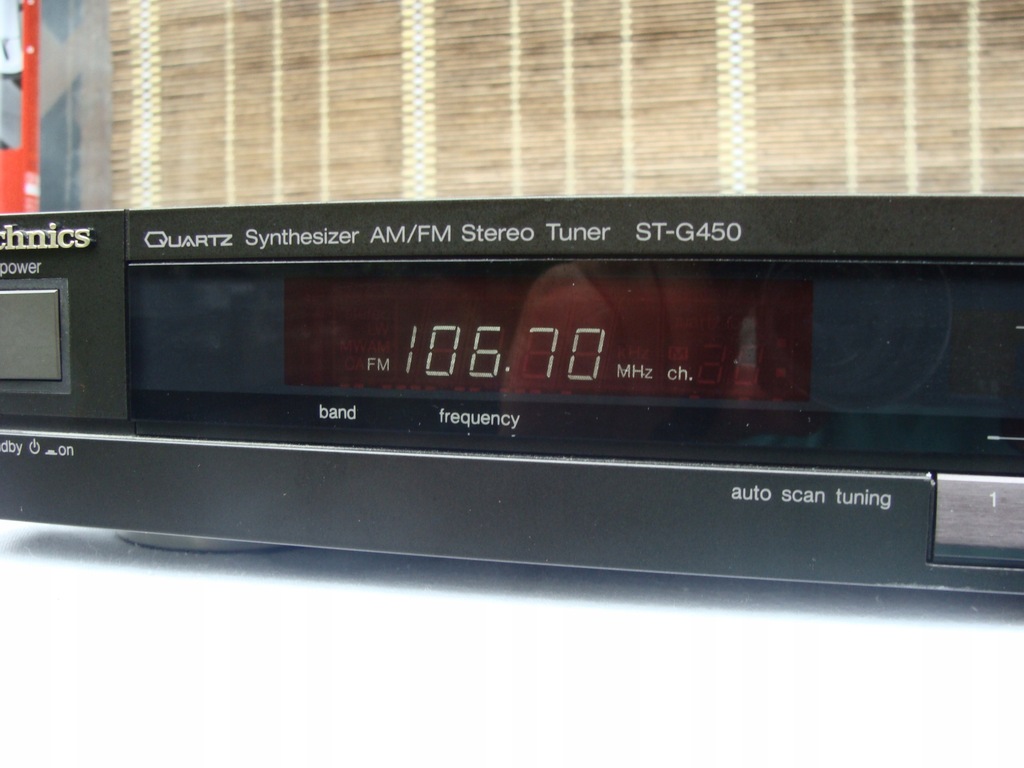 chnics
QUARTZ Synthesizer AM/FM Stereo Tuner ST-G450
power
FM 106.70 MHz ch.
band frequency
dby ⏻ ▂on
auto scan tuning
1